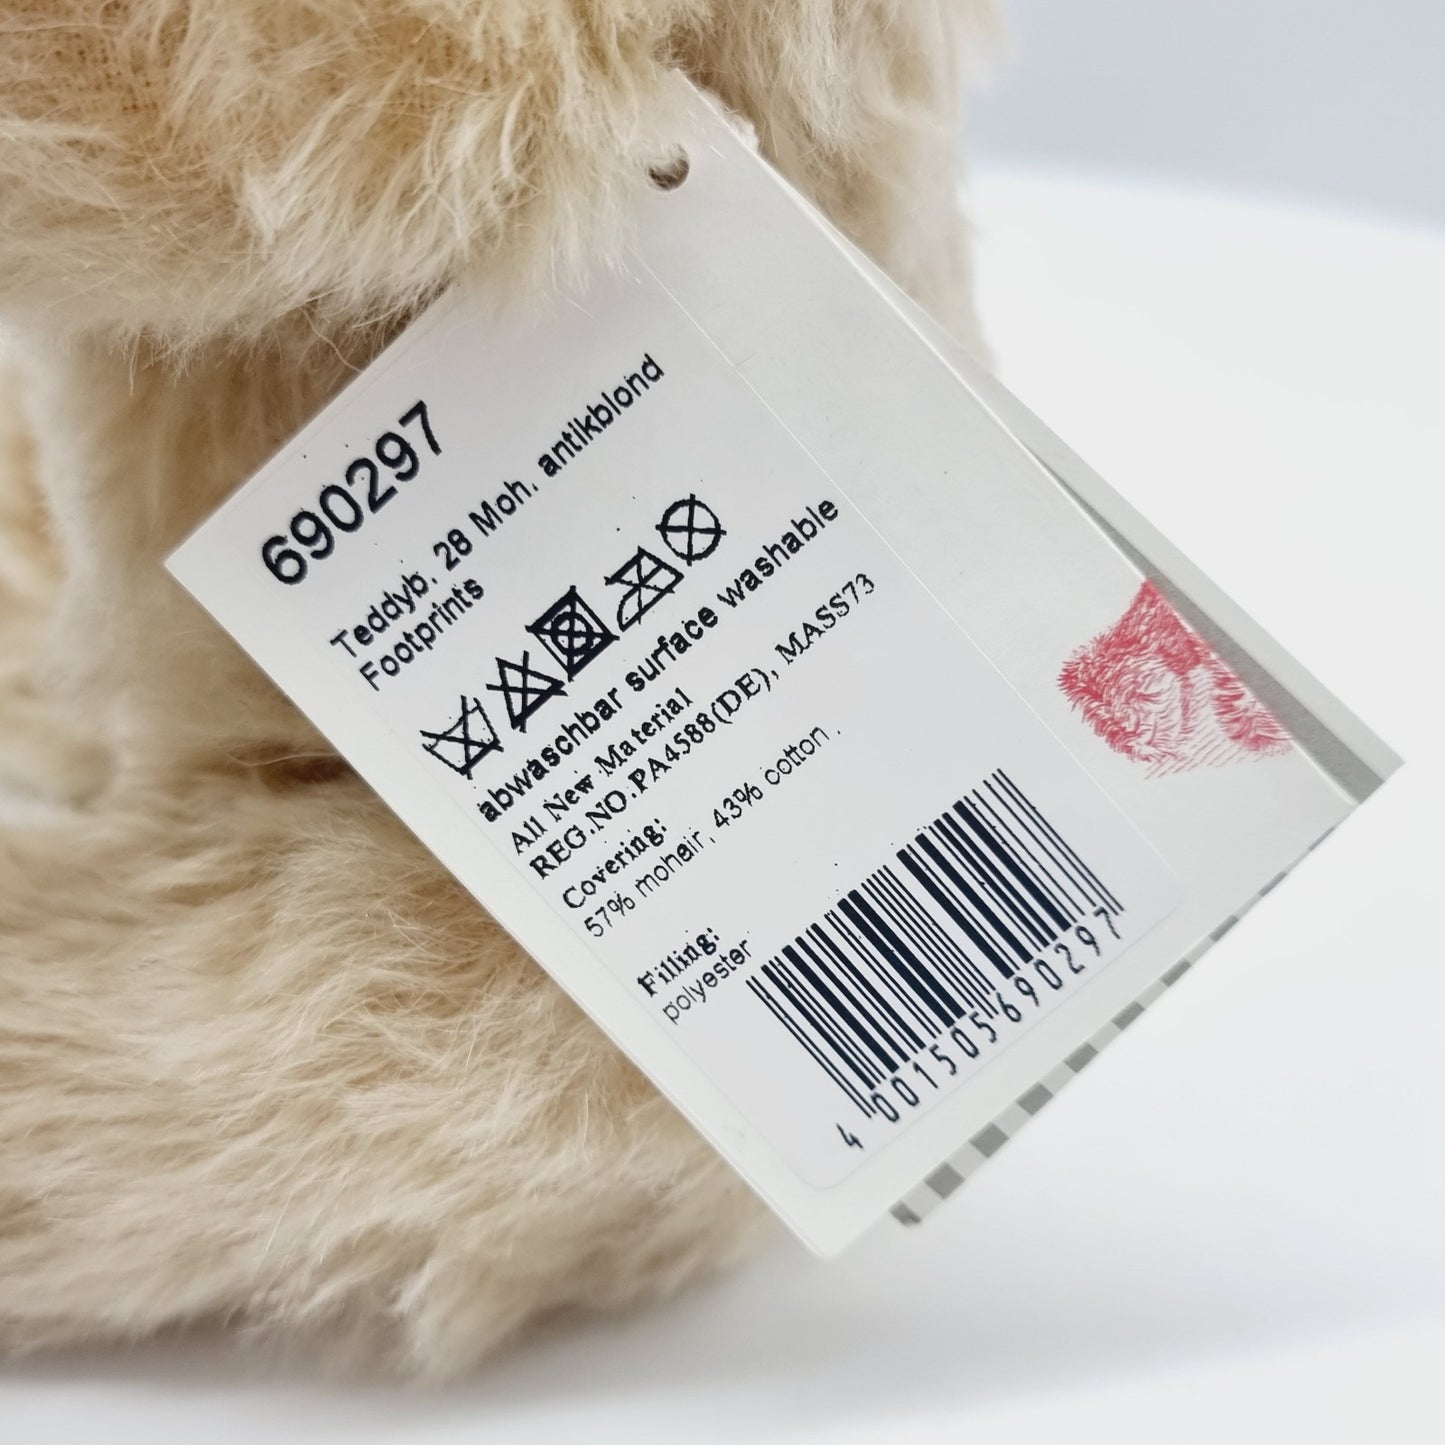 690297
Teddyb. 28 Moh. antikblond
Footprints
abwaschbar surface washable
All New Material
REG.NO.PA4588(DE), MASS73
Covering:
57% mohair, 43% cotton .
Filling:
polyester
4 001505 690297